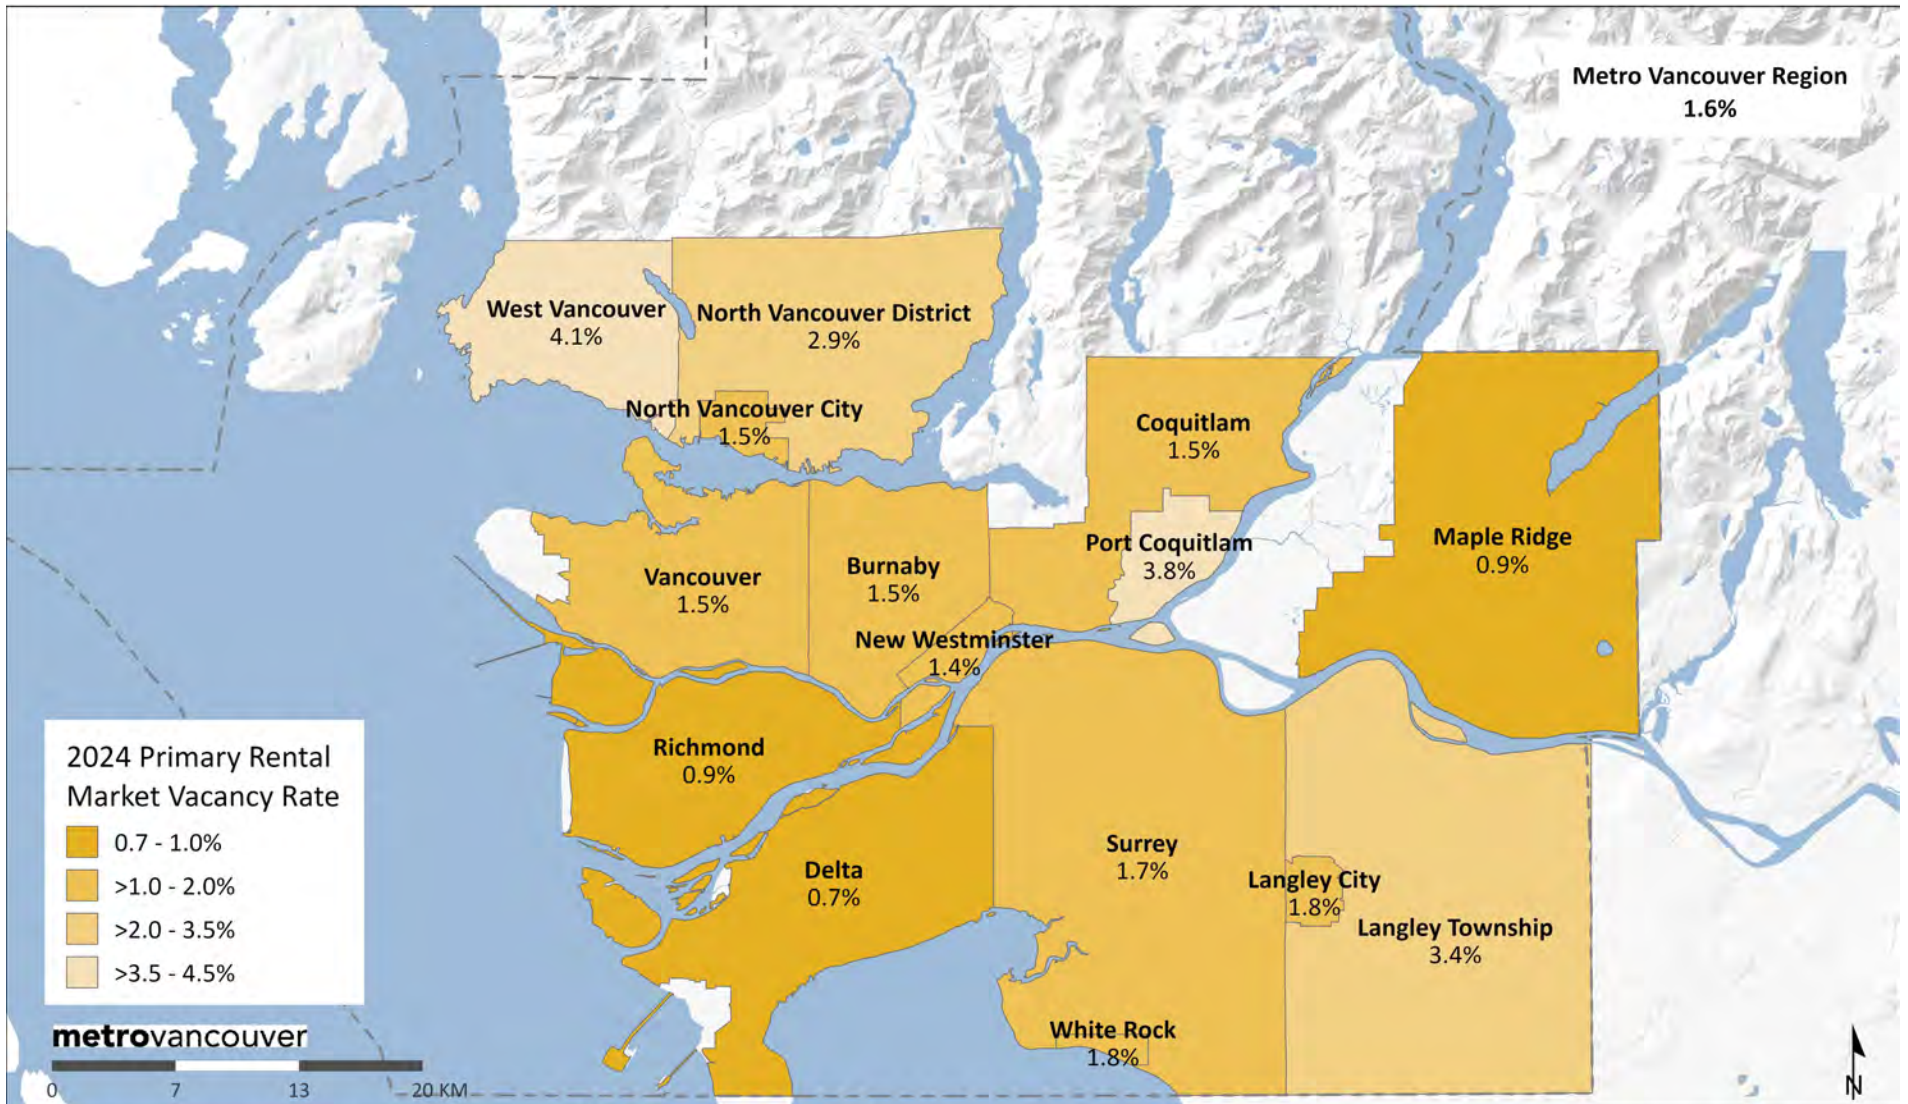 Metro Vancouver Region
1.6%
West Vancouver
4.1%
North Vancouver District
2.9%
North Vancouver City
1.5%
Coquitlam
1.5%
Port Coquitlam
3.8%
Maple Ridge
0.9%
Vancouver
1.5%
Burnaby
1.5%
New Westminster
1.4%
Richmond
0.9%
Delta
0.7%
Surrey
1.7%
Langley City
1.8%
Langley Township
3.4%
White Rock
1.8%
2024 Primary Rental
Market Vacancy Rate
0.7 - 1.0%
>1.0 - 2.0%
>2.0 - 3.5%
>3.5 - 4.5%
metrovancouver
0 7 13 20 KM
N